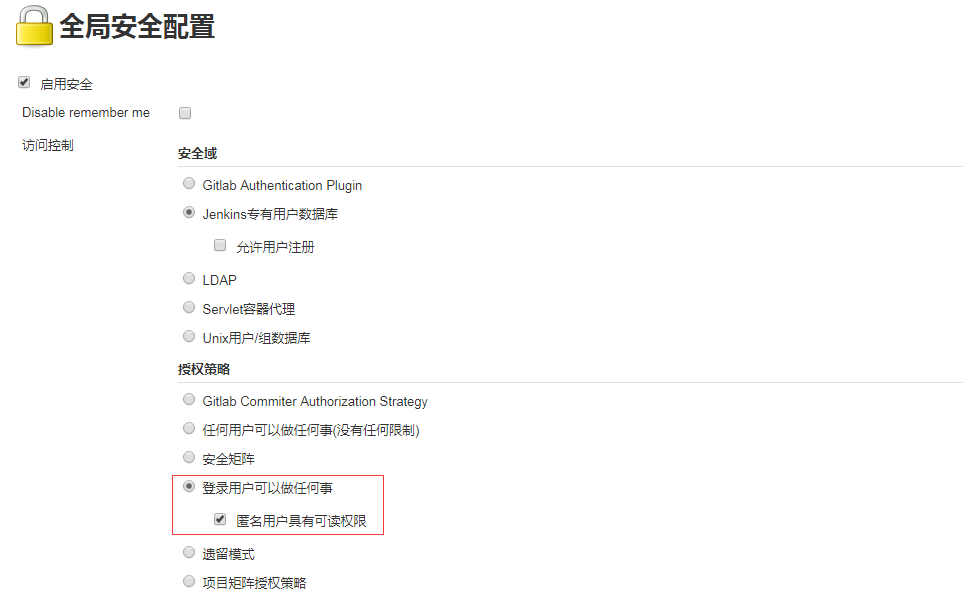 全局安全配置
启用安全
Disable remember me
访问控制
安全域
Gitlab Authentication Plugin
Jenkins专有用户数据库
允许用户注册
LDAP
Servlet容器代理
Unix用户/组数据库
授权策略
Gitlab Commiter Authorization Strategy
任何用户可以做任何事(没有任何限制)
安全矩阵
登录用户可以做任何事
匿名用户具有可读权限
遗留模式
项目矩阵授权策略